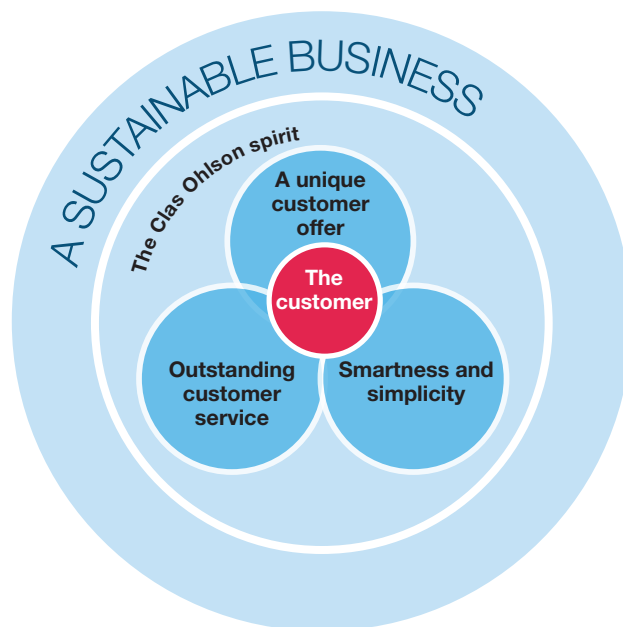 A SUSTAINABLE BUSINESS
The Clas Ohlson spirit
A unique
customer
offer
The
customer
Outstanding
customer
service
Smartness and
simplicity